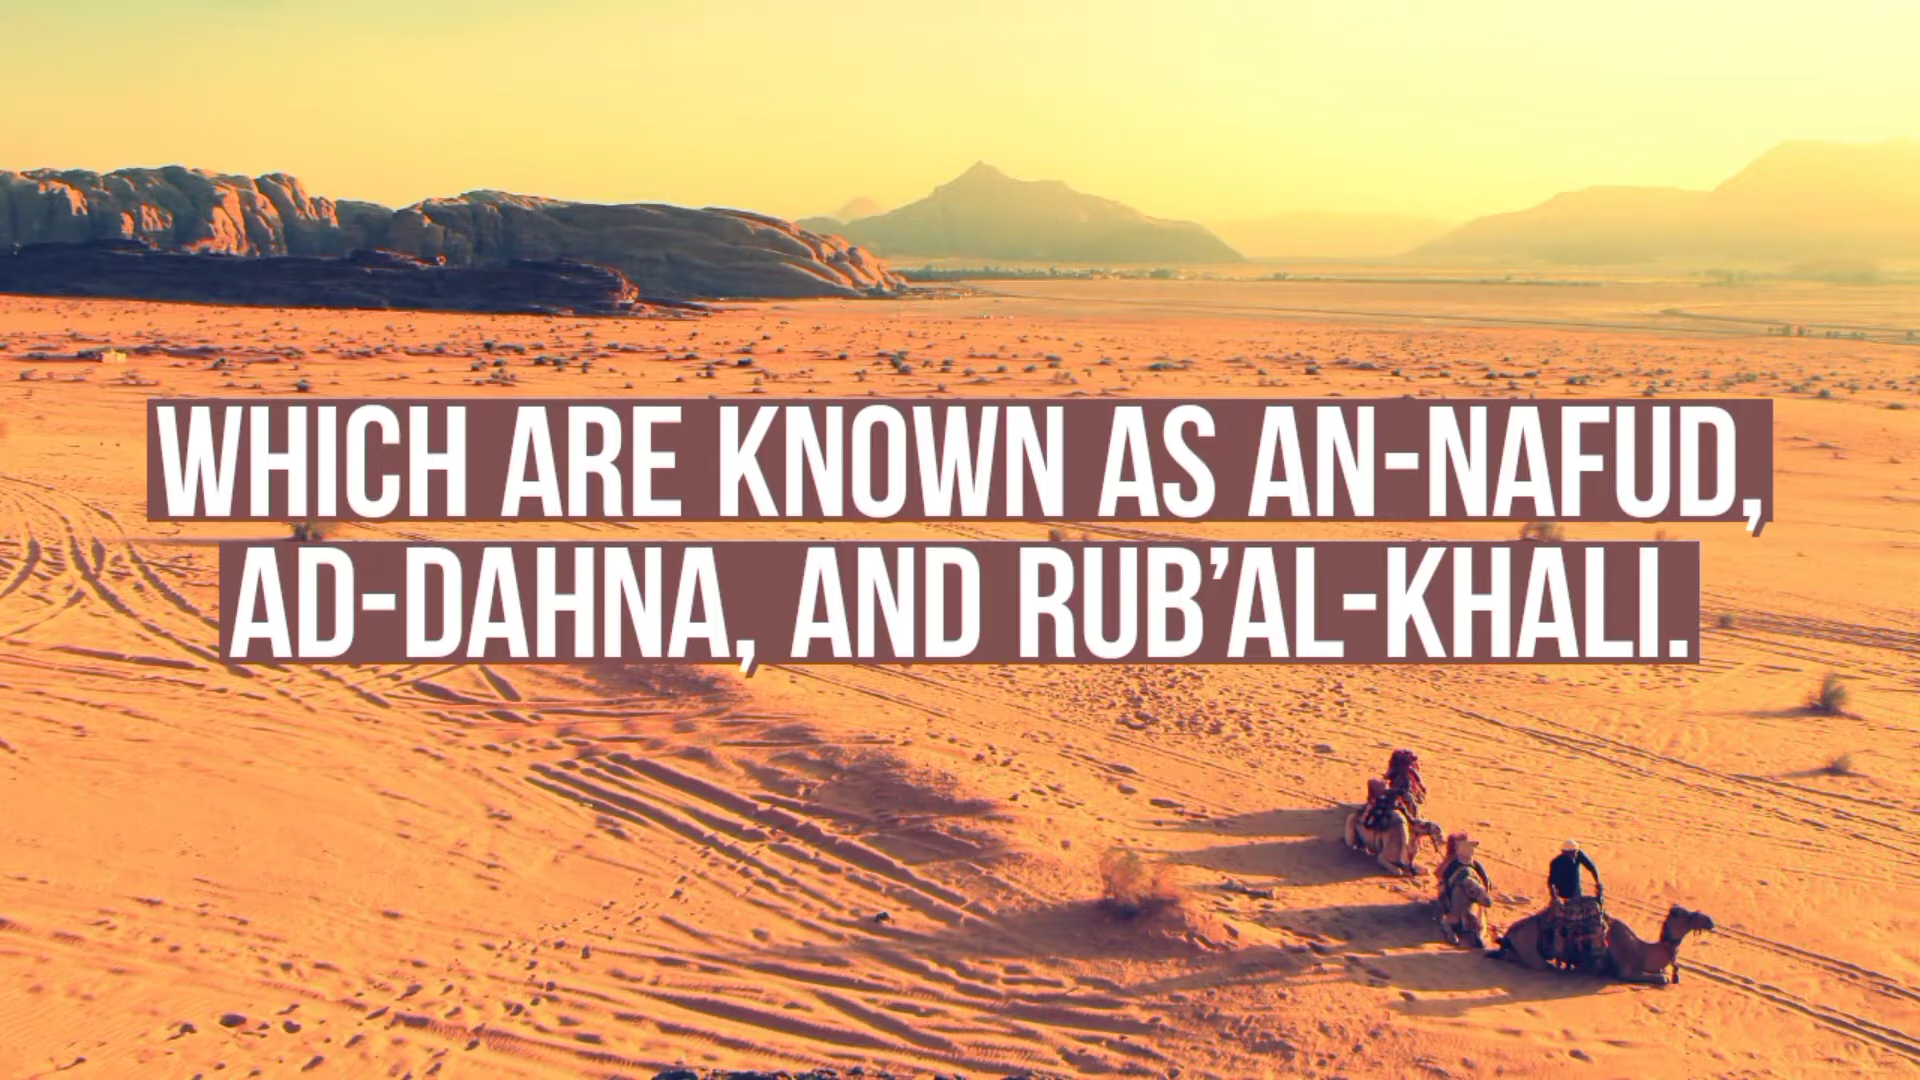 WHICH ARE KNOWN AS AN-NAFUD,
AD-DAHNA, AND RUB’AL-KHALI.